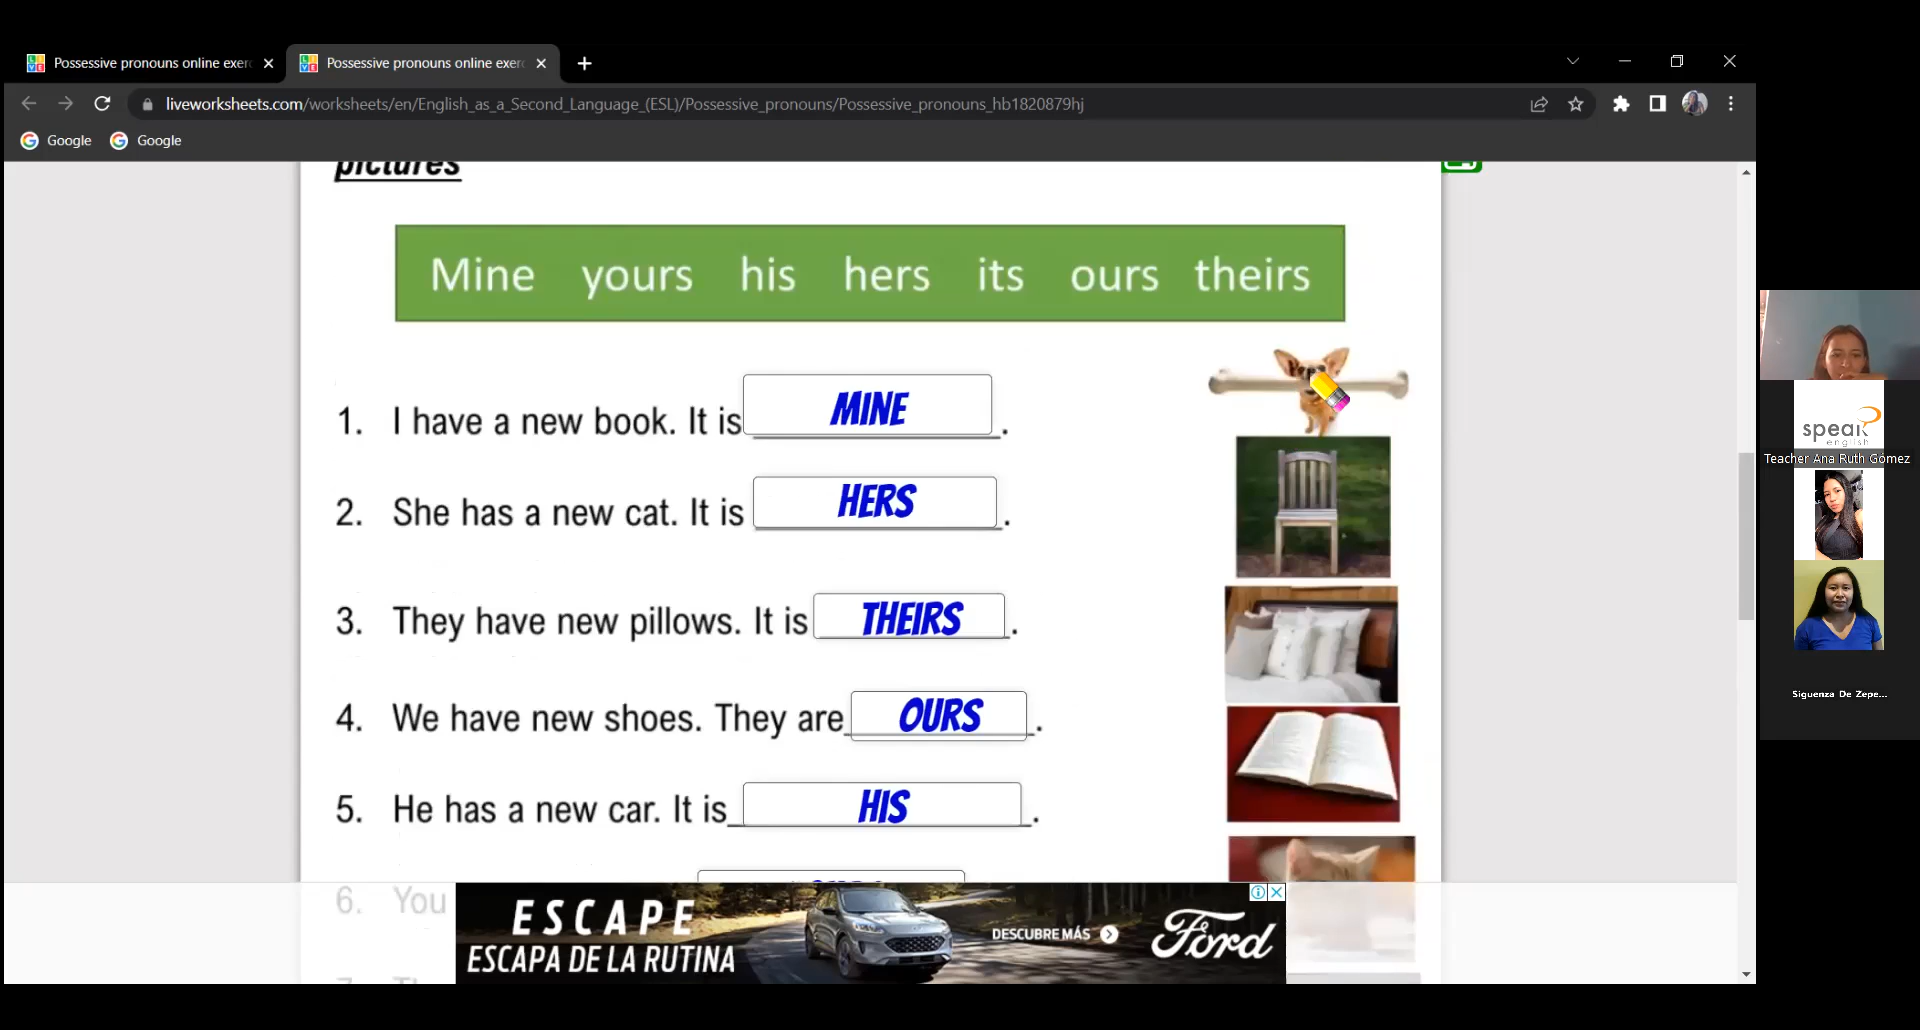 Possessive pronouns online exer
Possessive pronouns online exer
liveworksheets.com/worksheets/en/English_as_a_Second_Language_(ESL)/Possessive_pronouns/Possessive_pronouns_hb1820879hj
Google
Google
pictures
Mine yours his hers its ours theirs
1. I have a new book. It is MINE.
2. She has a new cat. It is HERS.
3. They have new pillows. It is THEIRS.
4. We have new shoes. They are OURS.
5. He has a new car. It is HIS.
6. You
ESCAPE
ESCAPA DE LA RUTINA
DESCUBRE MÁS
Ford
speak
english
Teacher Ana Ruth Gómez
Siguenza De Zepe...